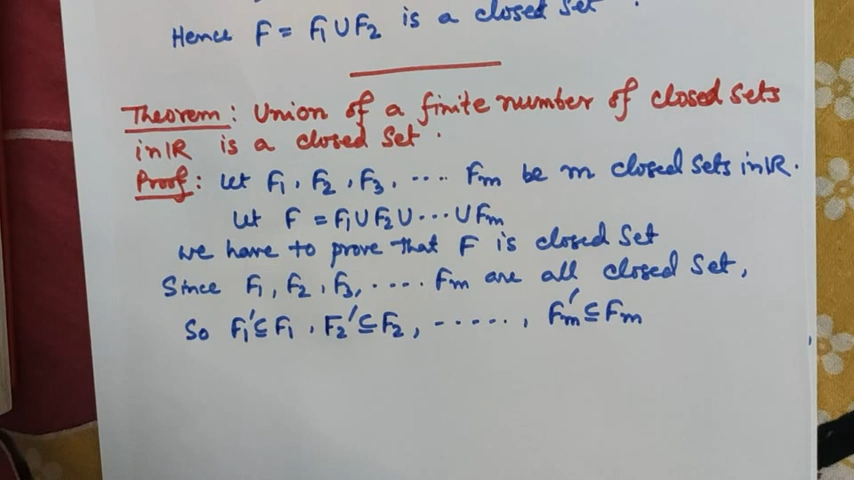 Hence F = F₁ ∪ F₂ is a closed set .
Theorem : Union of a finite number of closed sets
in ℝ is a closed set .
Proof : Let F₁ , F₂ , F₃ , .... Fm be m closed sets in ℝ .
Let F = F₁ ∪ F₂ ∪ ... ∪ Fm
we have to prove that F is closed set
Since F₁ , F₂ , F₃ , .... Fm are all closed set ,
So F₁′ ⊆ F₁ , F₂′ ⊆ F₂ , ------ , Fm′ ⊆ Fm